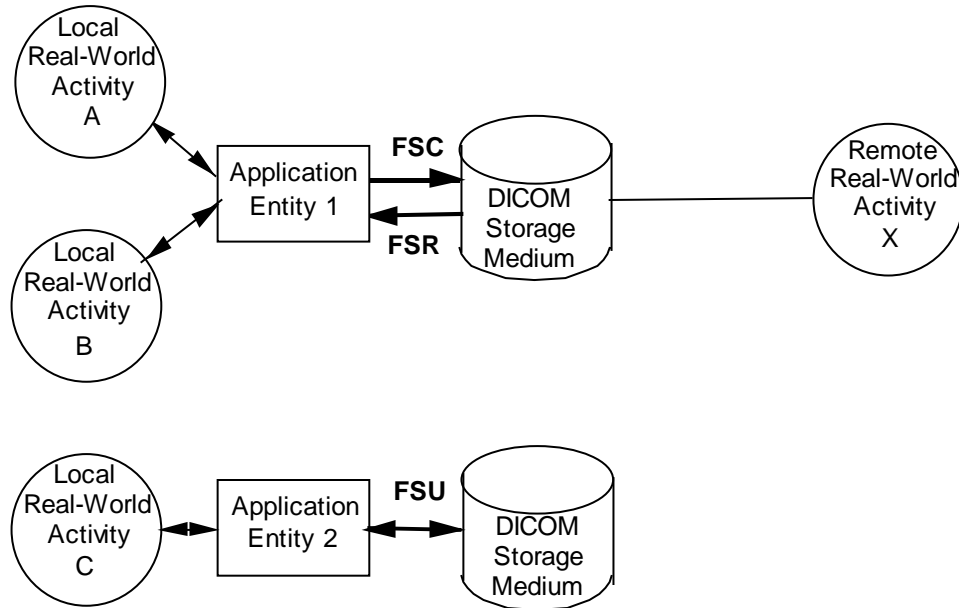 Local
Real-World
Activity
A
Application
Entity 1
FSC
FSR
DICOM
Storage
Medium
Remote
Real-World
Activity
X
Local
Real-World
Activity
B
Local
Real-World
Activity
C
Application
Entity 2
FSU
DICOM
Storage
Medium